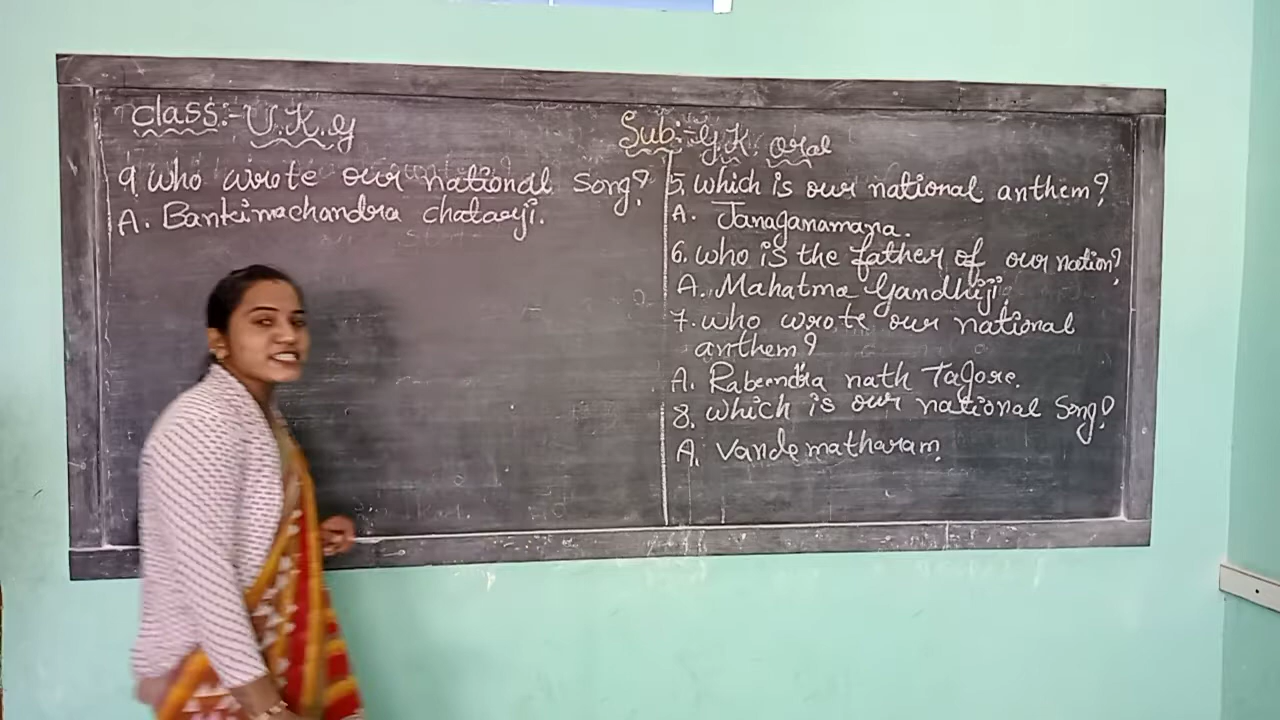 class:- U.K.g
Sub:- G.K. oral
9 who wrote our national song?
A. Bankimachandra chatarji.
5. which is our national anthem?
A. Janaganamana.
6. who is the father of our nation?
A. Mahatma Gandhiji.
7. who wrote our national
anthem?
A. Rabeendra nath Tagore.
8. which is our national Song?
A. Vandematharam.